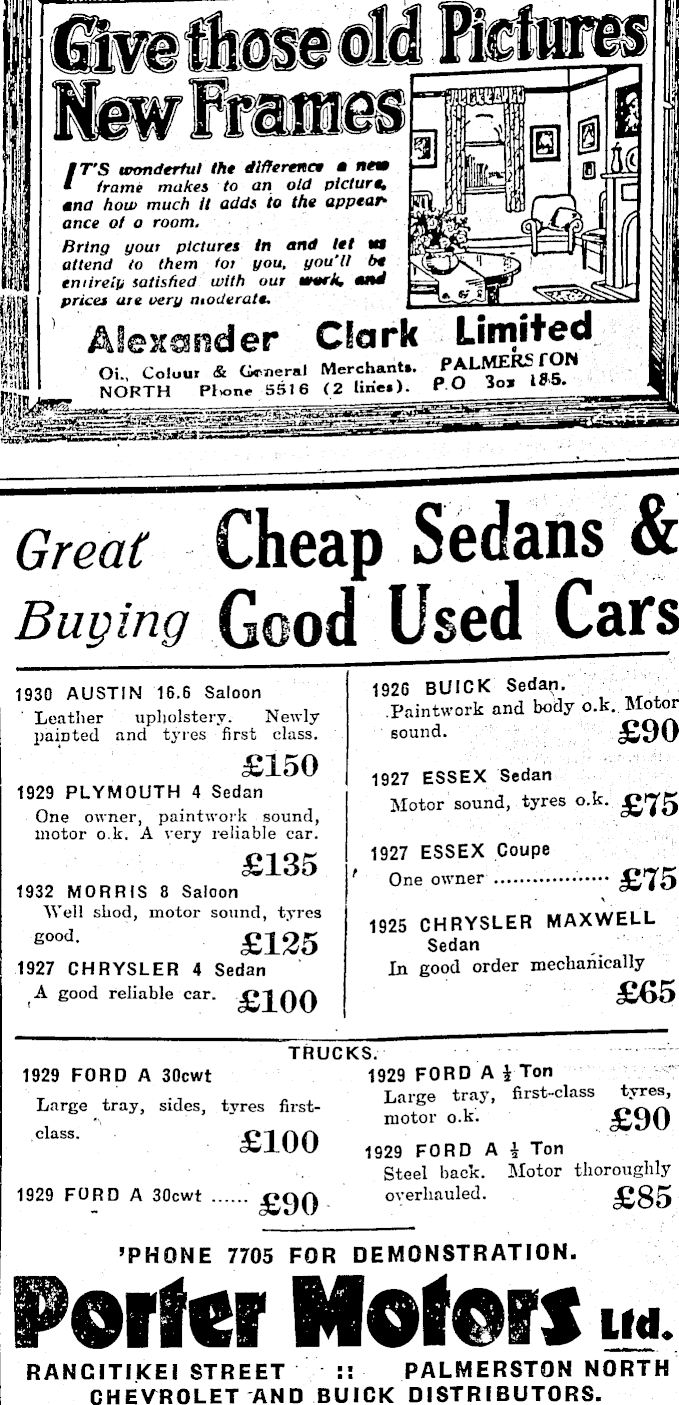 Give those old Pictures
New Frames
IT'S wonderful the difference a new
frame makes to an old picture,
and how much it adds to the appear-
ance of a room.
Bring your pictures in and let us
attend to them for you, you'll be
entirely satisfied with our work, and
prices are very moderate.
Alexander Clark Limited
Oi., Colour & General Merchants. PALMERSTON
NORTH Phone 5516 (2 lines). P.O Box 185.
Great Buying
Cheap Sedans &
Good Used Cars
1930 AUSTIN 16.6 Saloon
Leather upholstery. Newly
painted and tyres first class.
£150
1929 PLYMOUTH 4 Sedan
One owner, paintwork sound,
motor o.k. A very reliable car.
£135
1932 MORRIS 8 Saloon
Well shod, motor sound, tyres
good. £125
1927 CHRYSLER 4 Sedan
A good reliable car. £100
1926 BUICK Sedan.
Paintwork and body o.k. Motor
sound. £90
1927 ESSEX Sedan
Motor sound, tyres o.k. £75
1927 ESSEX Coupe
One owner .................. £75
1925 CHRYSLER MAXWELL
Sedan
In good order mechanically
£65
TRUCKS.
1929 FORD A 30cwt
Large tray, sides, tyres first-
class. £100
1929 FORD A 30cwt ...... £90
1929 FORD A ½ Ton
Large tray, first-class tyres,
motor o.k. £90
1929 FORD A ½ Ton
Steel back. Motor thoroughly
overhauled. £85
'PHONE 7705 FOR DEMONSTRATION.
Porter Motors Ltd.
RANGITIKEI STREET :: PALMERSTON NORTH
CHEVROLET AND BUICK DISTRIBUTORS.